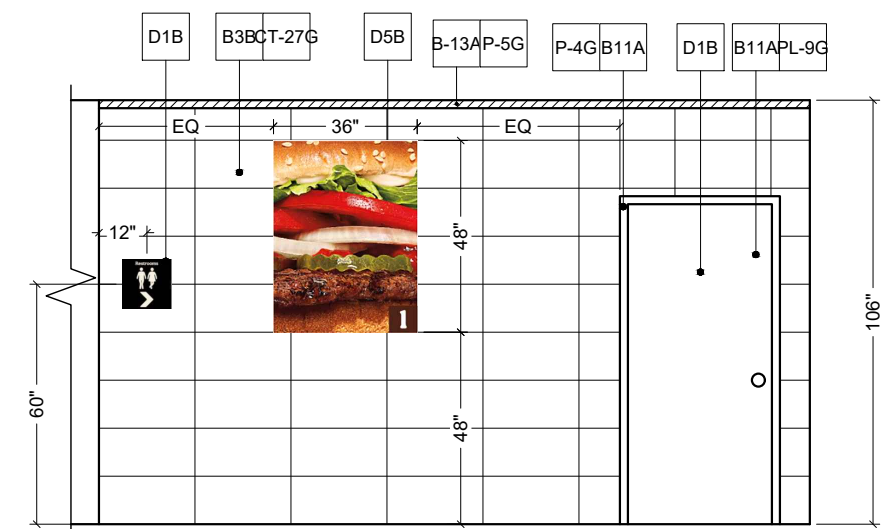 D1B
B3B CT-27G
D5B
B-13A P-5G
P-4G B11A
D1B
B11A PL-9G
EQ
36"
EQ
12"
48"
Restrooms
1
106"
60"
48"